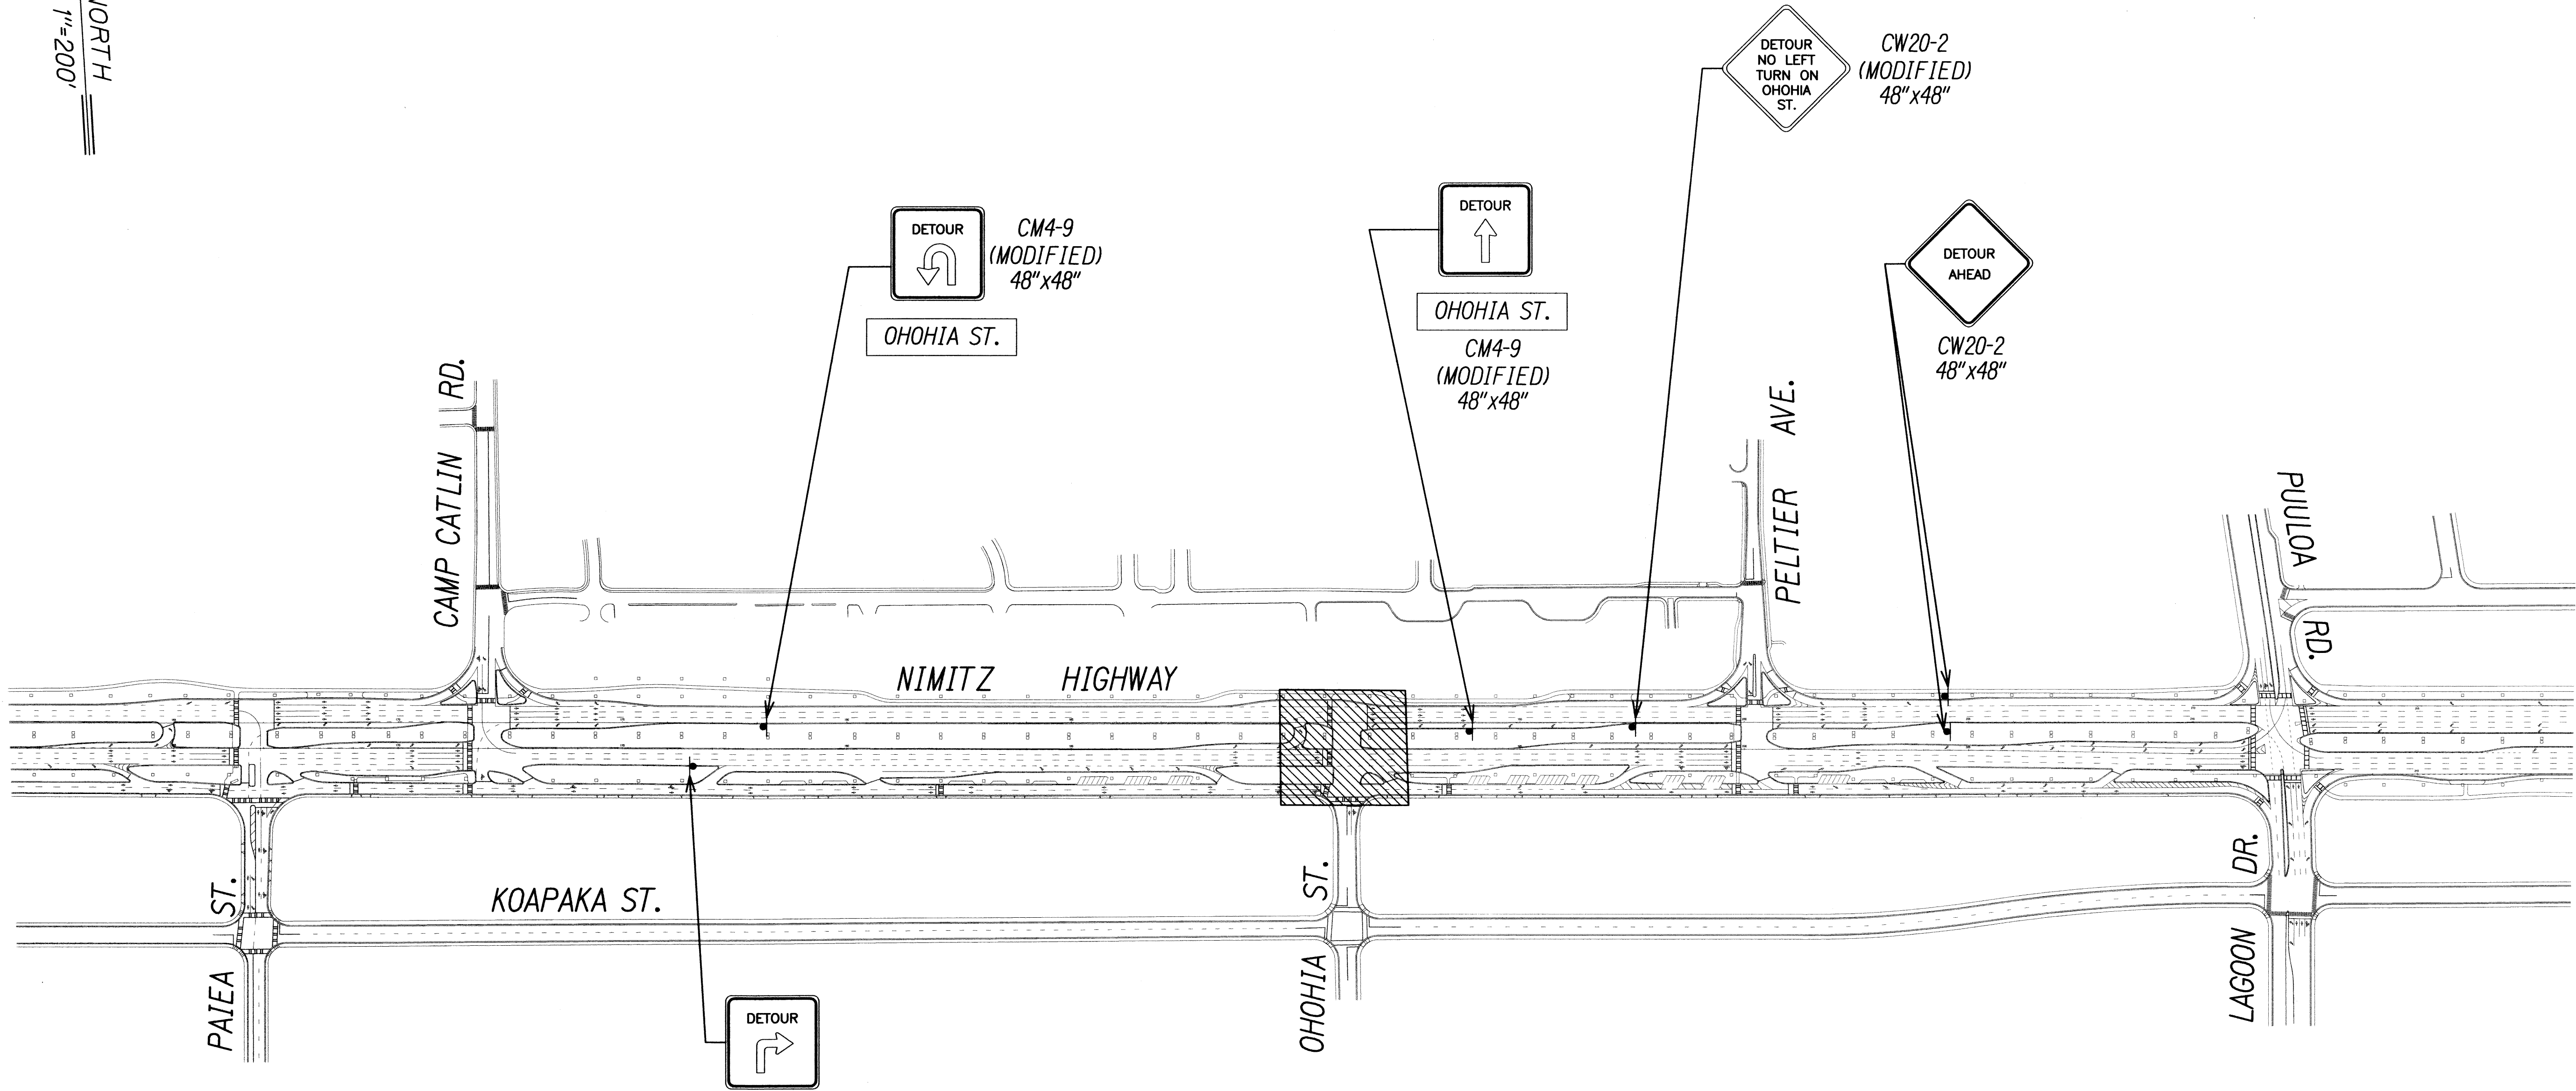 NORTH
1"=200'
DETOUR
NO LEFT
TURN ON
OHOHIA
ST.
CW20-2
(MODIFIED)
48"x48"
DETOUR
CM4-9
(MODIFIED)
48"x48"
OHOHIA ST.
DETOUR
OHOHIA ST.
CM4-9
(MODIFIED)
48"x48"
DETOUR
AHEAD
CW20-2
48"x48"
CAMP CATLIN RD.
PELTIER AVE.
PUULOA RD.
NIMITZ HIGHWAY
PAIEA ST.
KOAPAKA ST.
OHOHIA ST.
LAGOON DR.
DETOUR